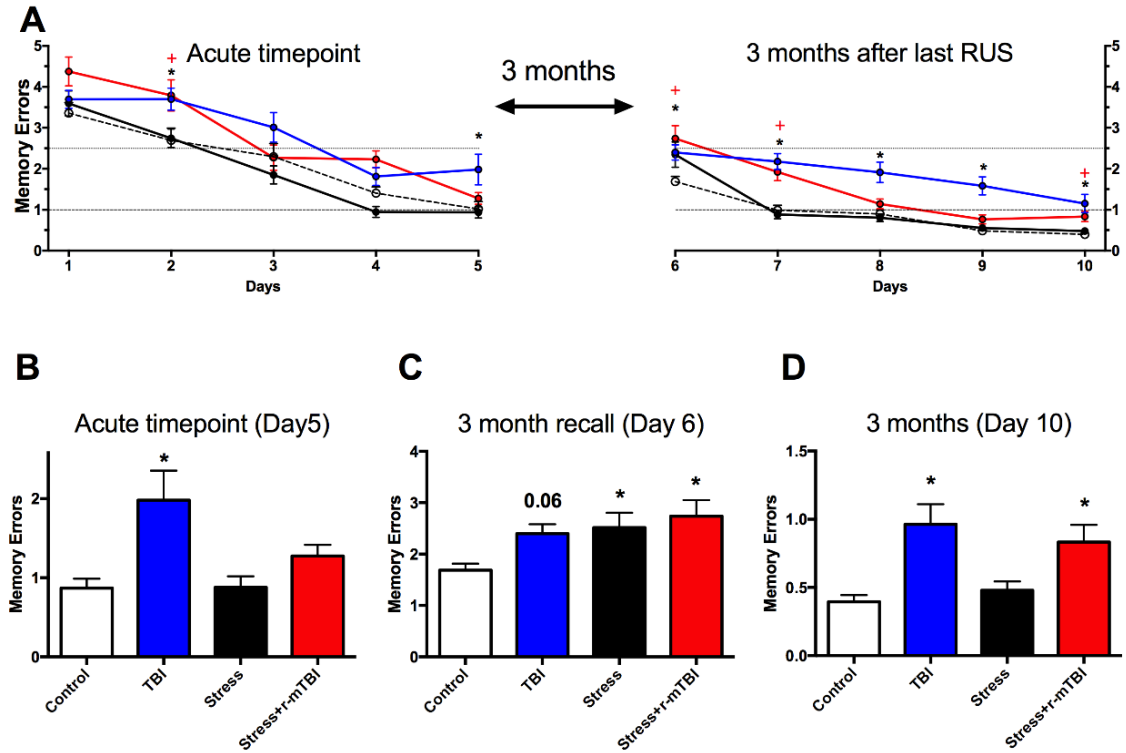 A
Acute timepoint
3 months
3 months after last RUS
Memory Errors
5
4
3
2
1
0
+
*
*
1
2
3
4
5
Days
+
*
+
*
*
*
+
*
5
4
3
2
1
0
6
7
8
9
10
Days
B
Acute timepoint (Day5)
Memory Errors
2
1
0
*
Control
TBI
Stress
Stress+r-mTBI
C
3 month recall (Day 6)
Memory Errors
4
3
2
1
0
0.06
*
*
Control
TBI
Stress
Stress+r-mTBI
D
3 months (Day 10)
Memory Errors
1.5
1.0
0.5
0.0
*
*
Control
TBI
Stress
Stress+r-mTBI